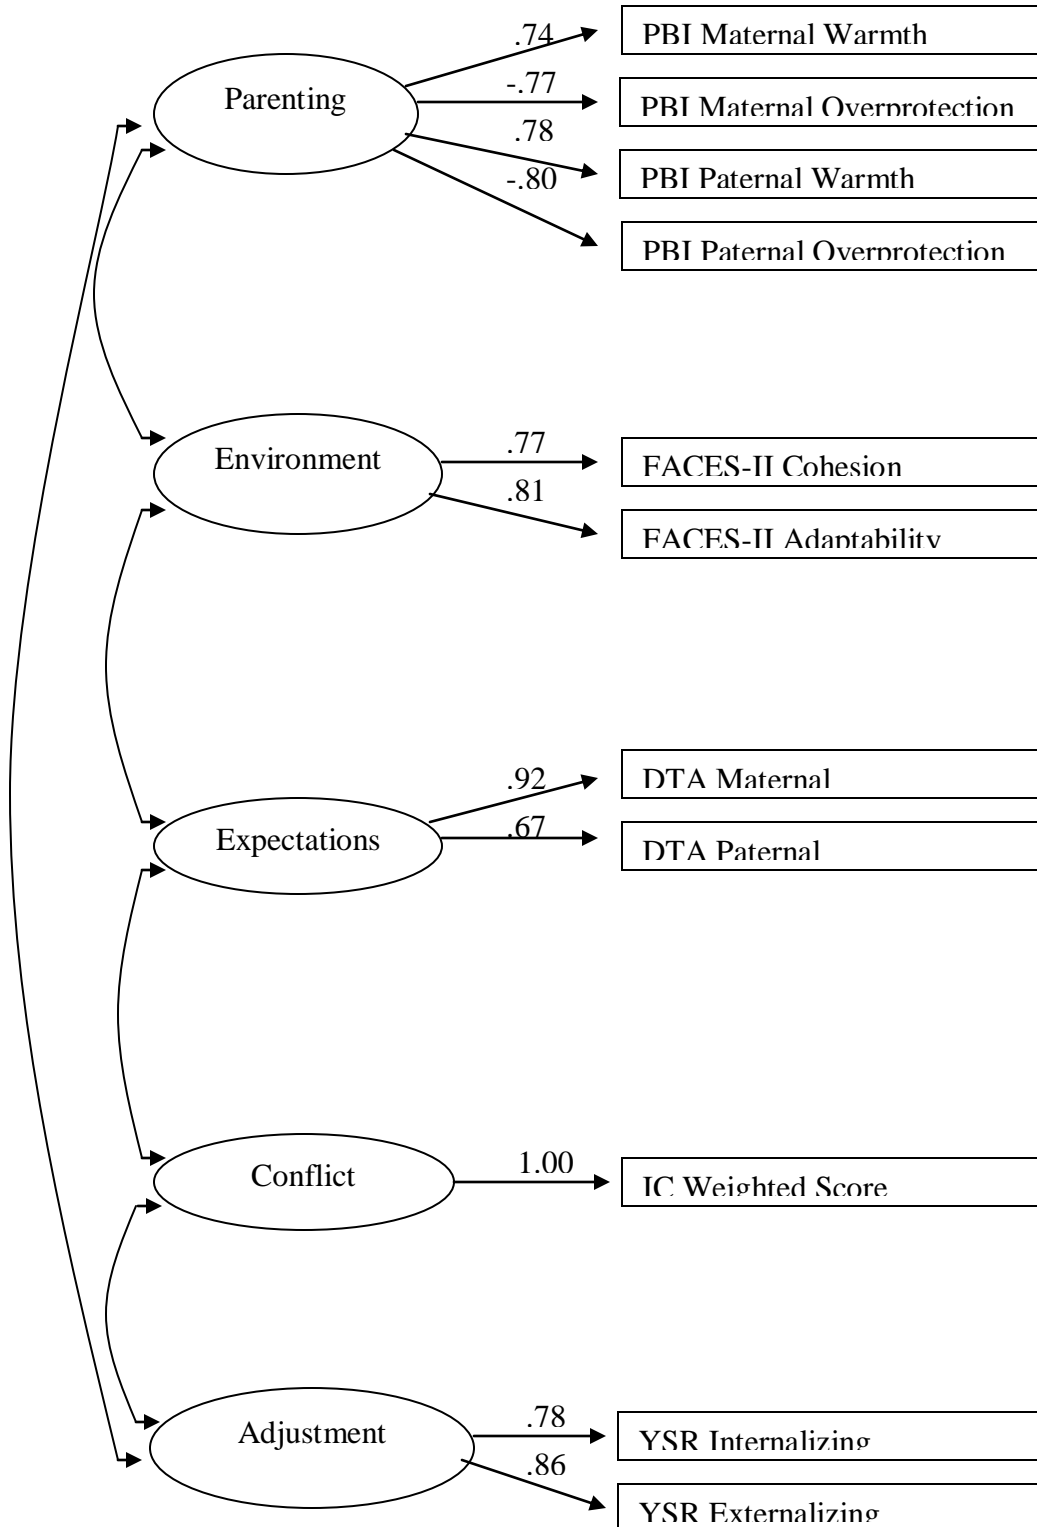 .74
PBI Maternal Warmth
Parenting
-.77
PBI Maternal Overprotection
.78
PBI Paternal Warmth
-.80
PBI Paternal Overprotection
Environment
.77
FACES-II Cohesion
.81
FACES-II Adaptability
.92
DTA Maternal
Expectations
.67
DTA Paternal
Conflict
1.00
IC Weighted Score
Adjustment
.78
YSR Internalizing
.86
YSR Externalizing